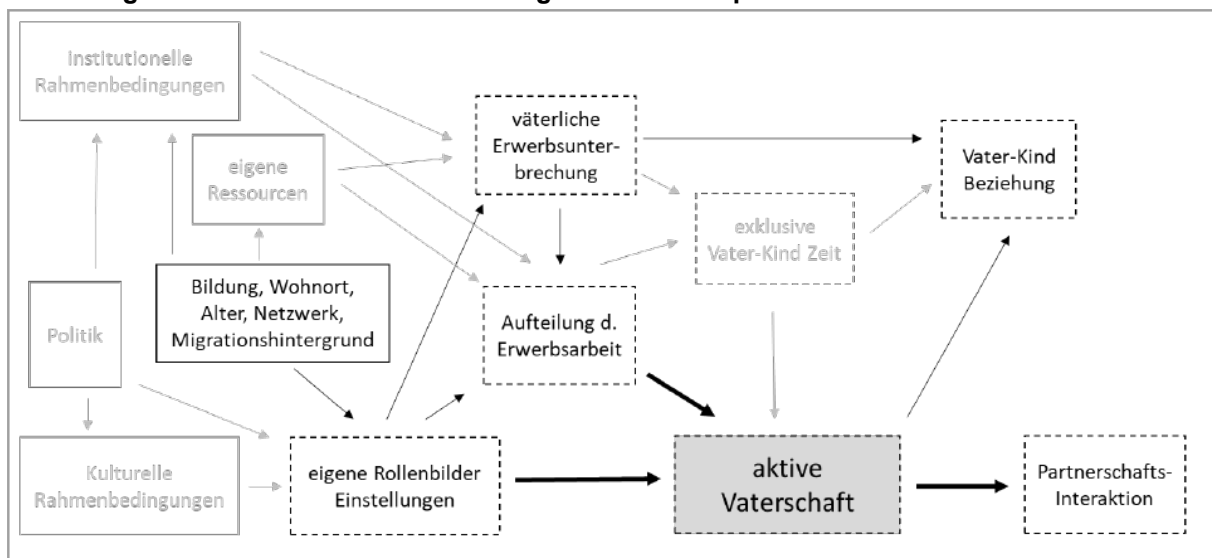 Institutionelle
Rahmenbedingungen
eigene
Ressourcen
väterliche
Erwerbsunter-
brechung
Vater-Kind
Beziehung
exklusive
Vater-Kind Zeit
Bildung, Wohnort,
Alter, Netzwerk,
Migrationshintergrund
Politik
Aufteilung d.
Erwerbsarbeit
Kulturelle
Rahmenbedingungen
eigene Rollenbilder
Einstellungen
aktive
Vaterschaft
Partnerschafts-
Interaktion